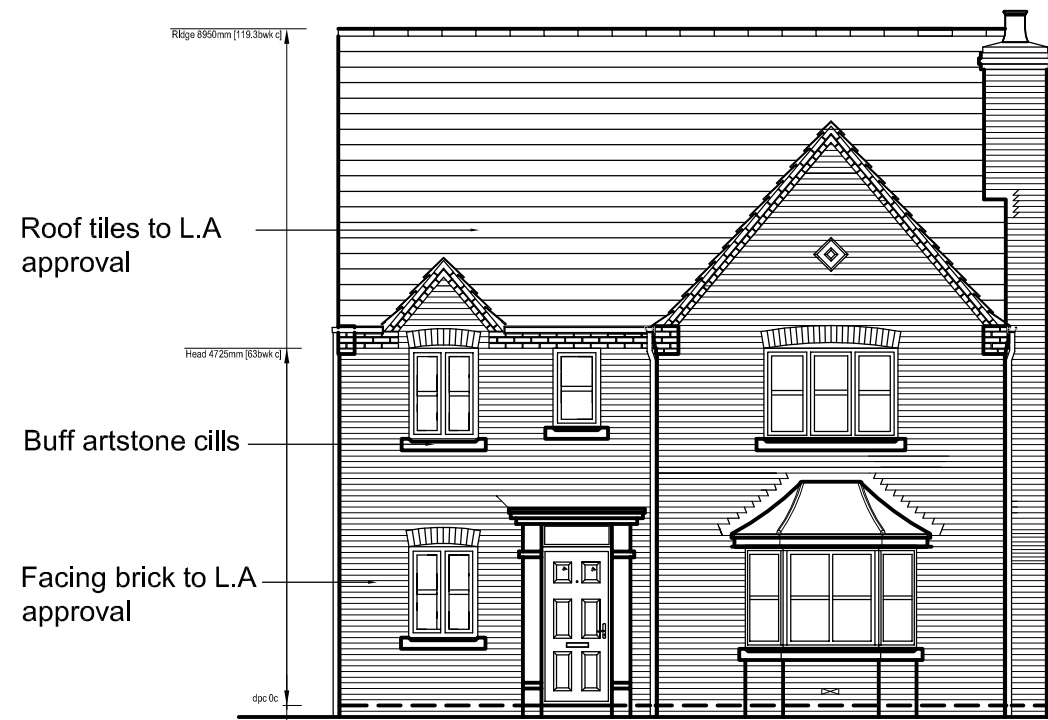 Ridge 8950mm [119.3bwk c]
Roof tiles to L.A
approval
Head 4725mm [63bwk c]
Buff artstone cills
Facing brick to L.A
approval
dpc 0c